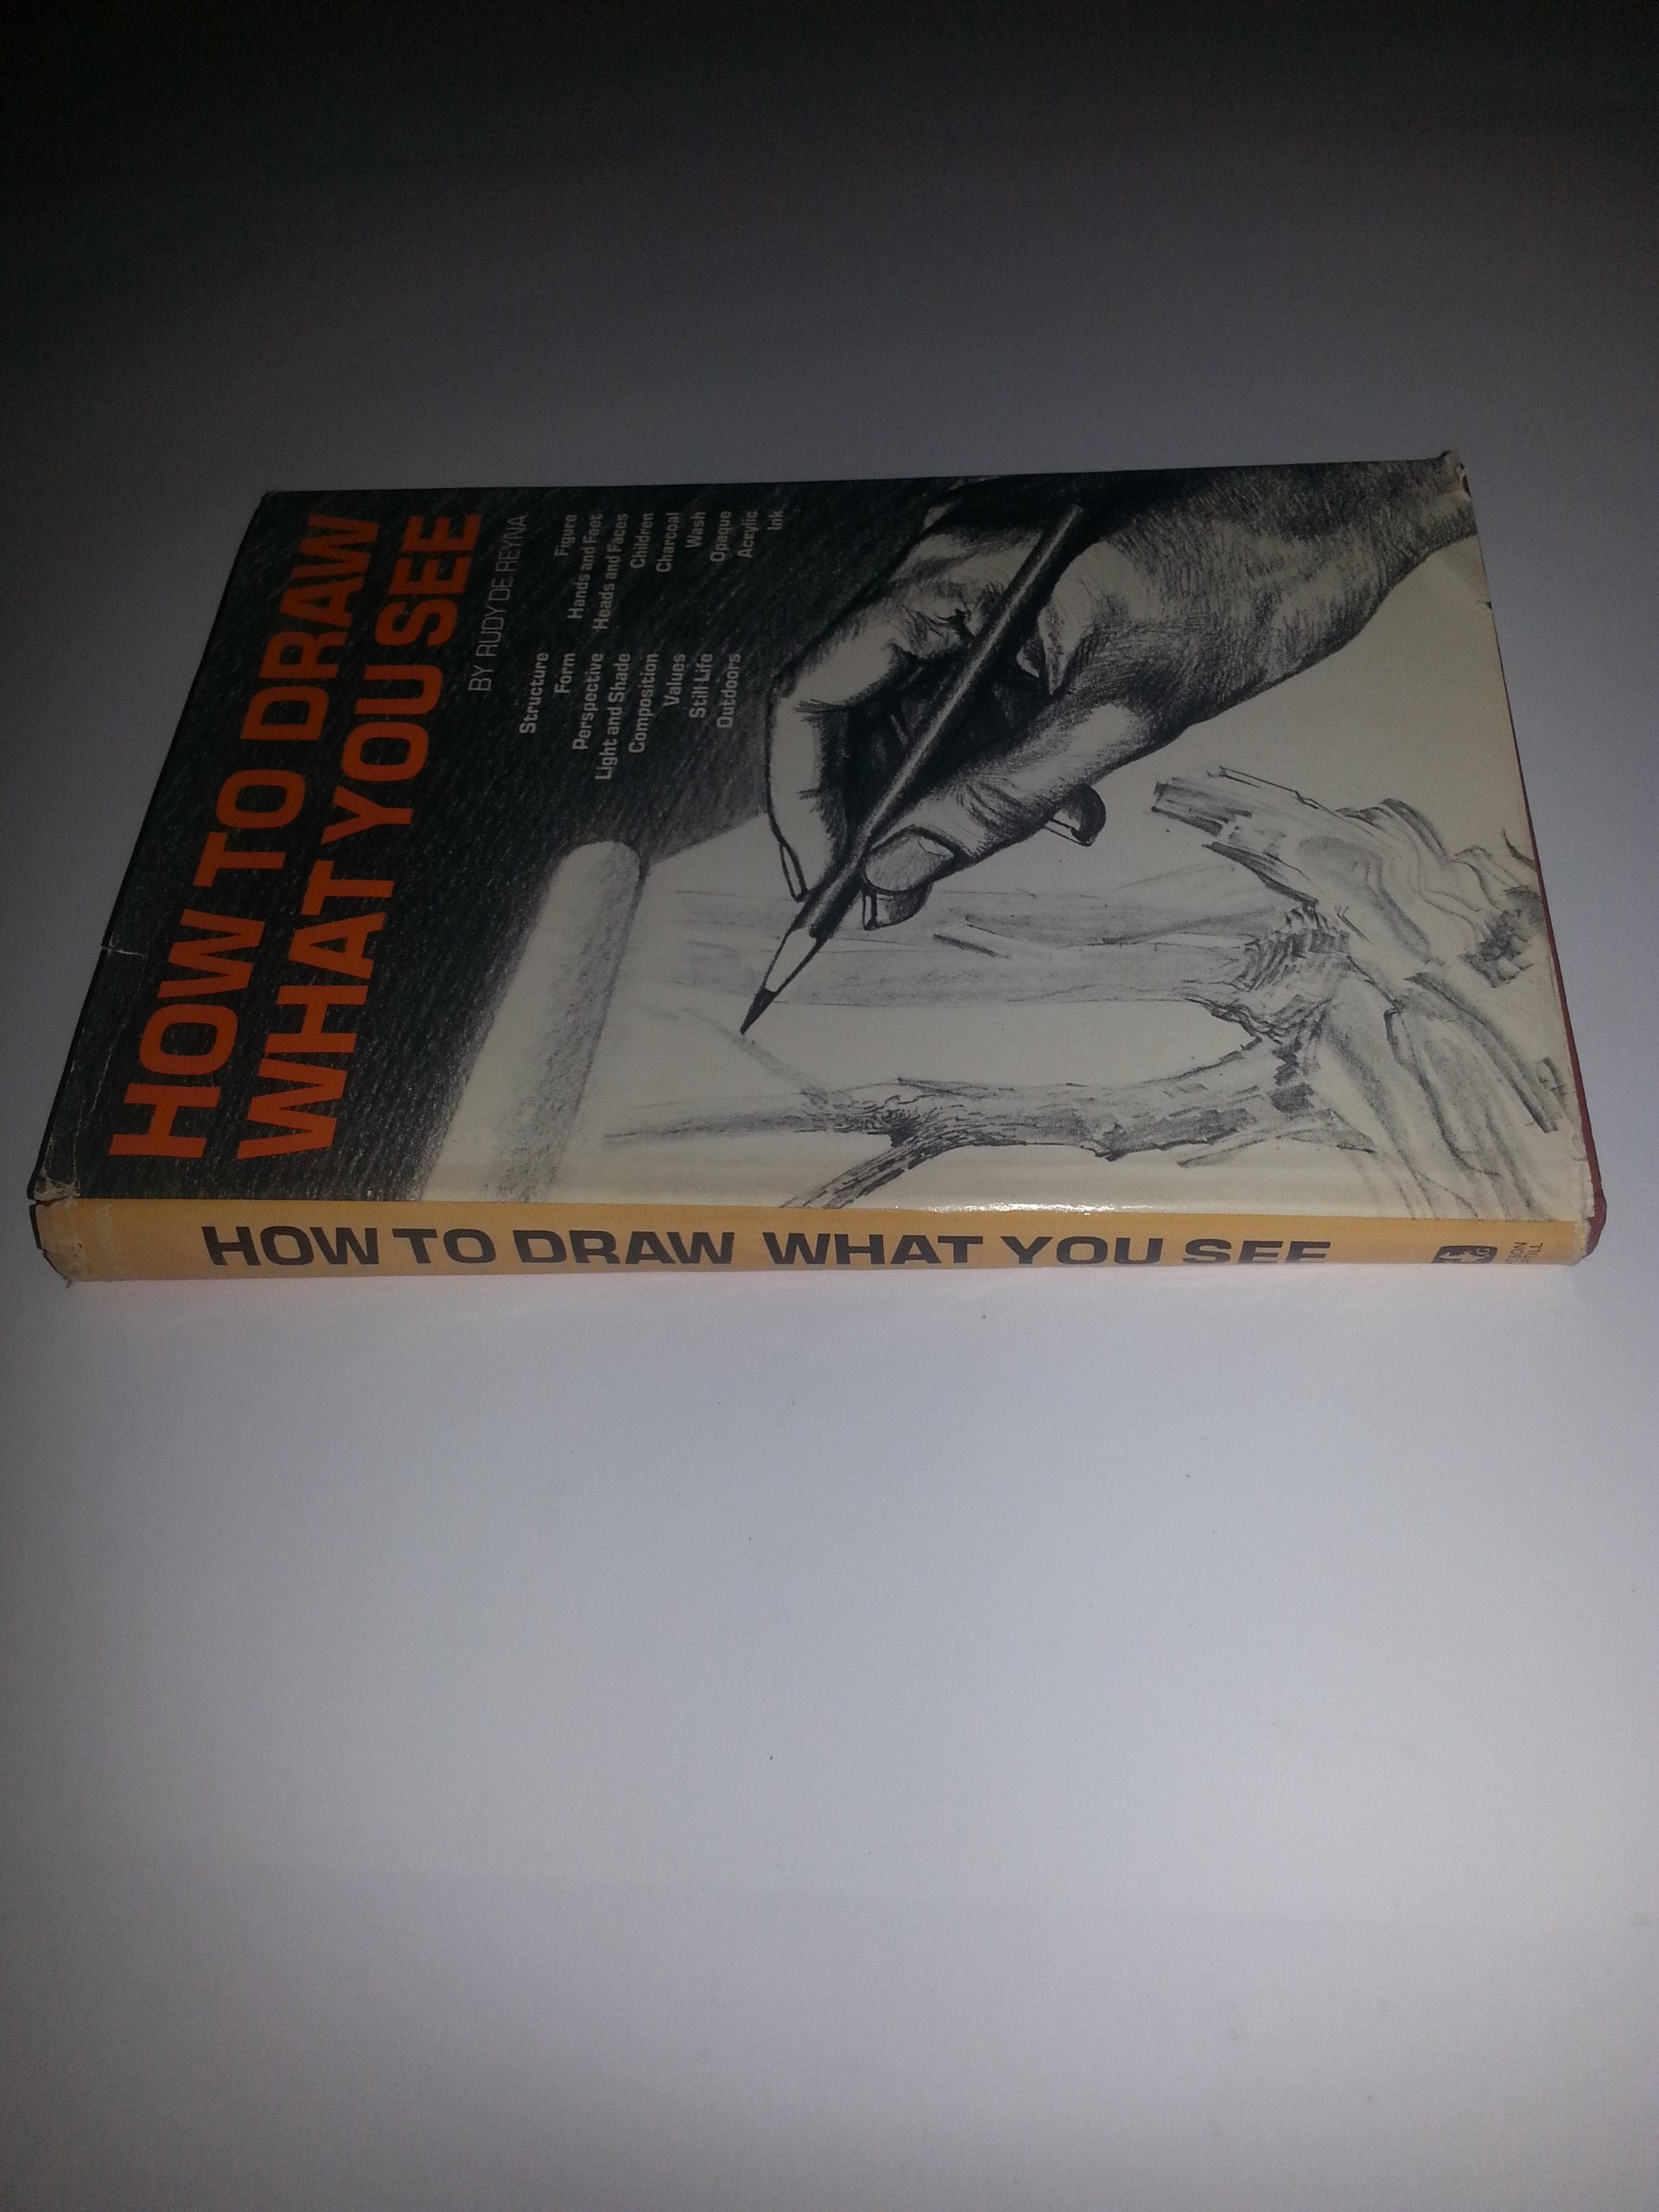 HOW TO DRAW
WHAT YOU SEE
BY RUDY DE REYNA
Structure
Form
Perspective
Light and Shade
Composition
Values
Still Life
Outdoors
Figure
Hands and Feet
Heads and Faces
Children
Charcoal
Wash
Opaque
Acrylic
Ink
HOW TO DRAW WHAT YOU SEE